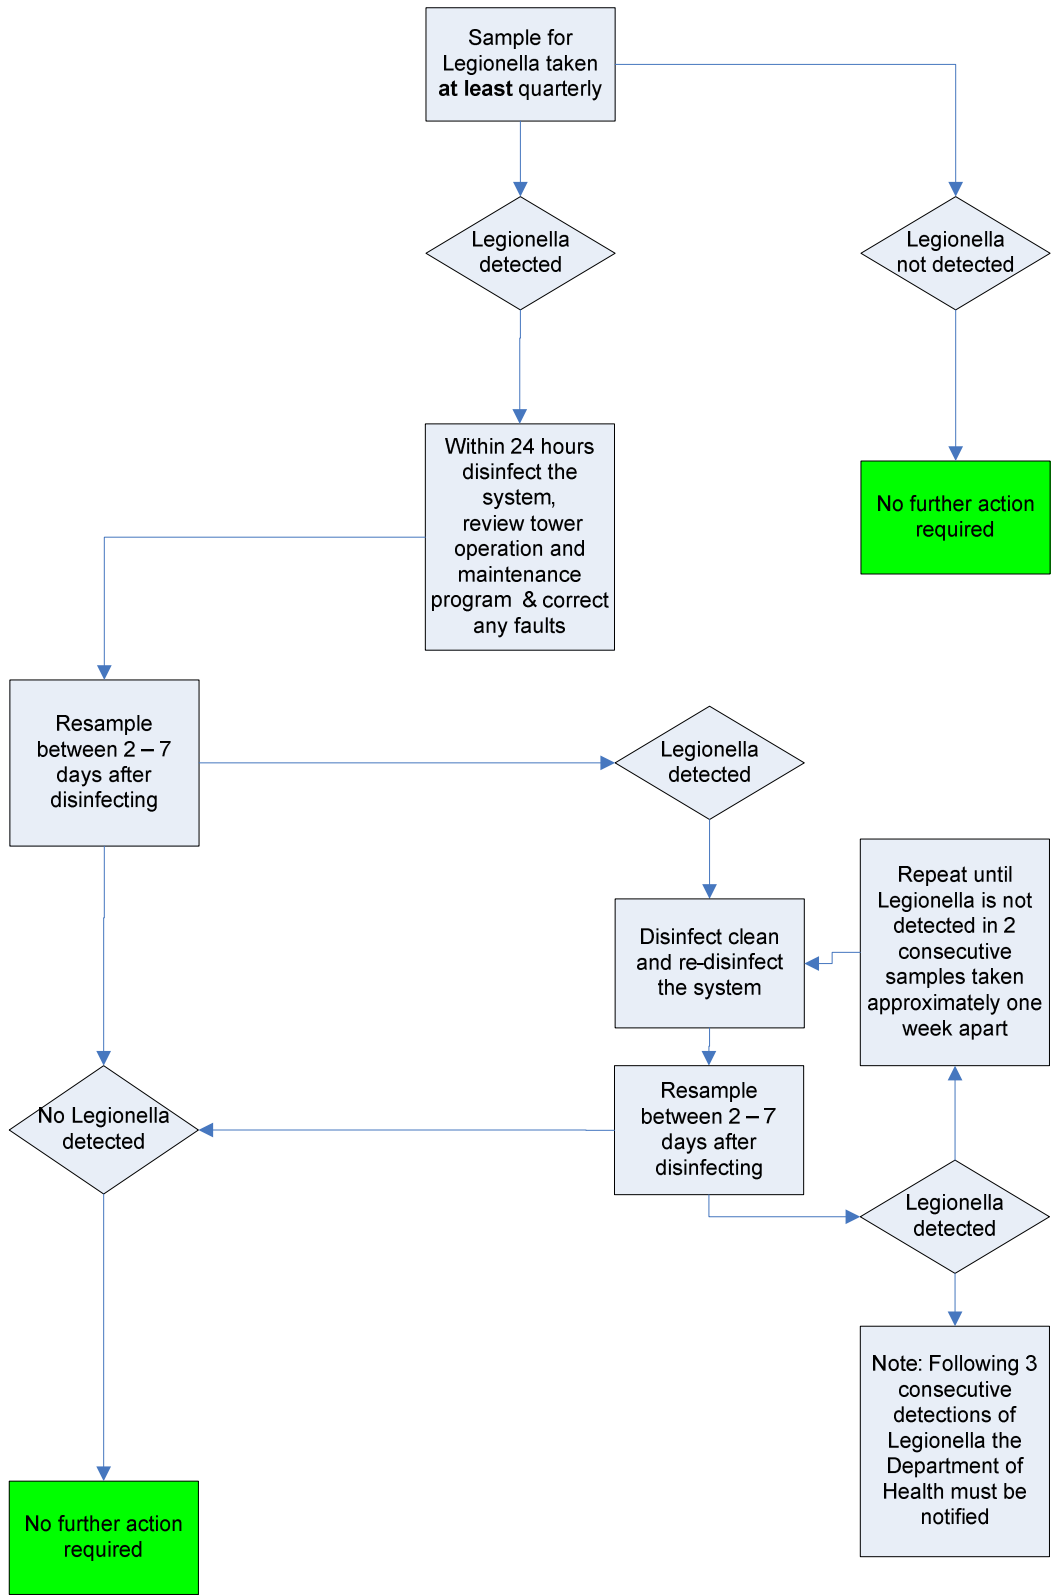 Sample for
Legionella taken
at least quarterly
Legionella
detected
Legionella
not detected
Within 24 hours
disinfect the
system,
review tower
operation and
maintenance
program & correct
any faults
No further action
required
Resample
between 2 – 7
days after
disinfecting
Legionella
detected
Disinfect clean
and re-disinfect
the system
Repeat until
Legionella is not
detected in 2
consecutive
samples taken
approximately one
week apart
No Legionella
detected
Resample
between 2 – 7
days after
disinfecting
Legionella
detected
Note: Following 3
consecutive
detections of
Legionella the
Department of
Health must be
notified
No further action
required